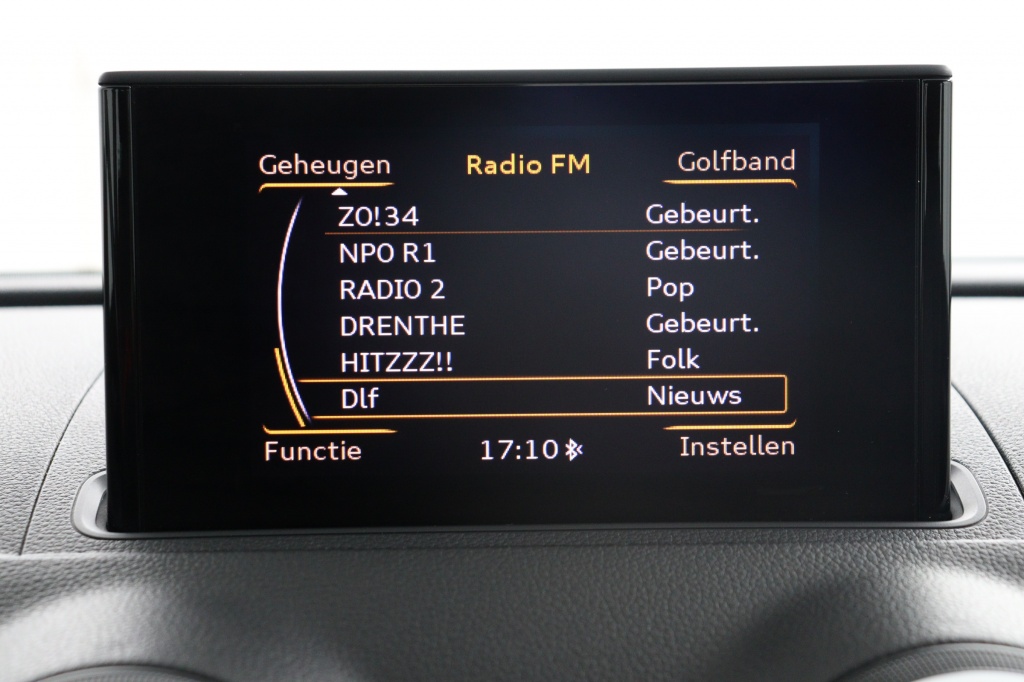 Geheugen Radio FM Golfband
ZO!34 Gebeurt.
NPO R1 Gebeurt.
RADIO 2 Pop
DRENTHE Gebeurt.
HITZZZ!! Folk
Dlf Nieuws
Functie 17:10 Instellen